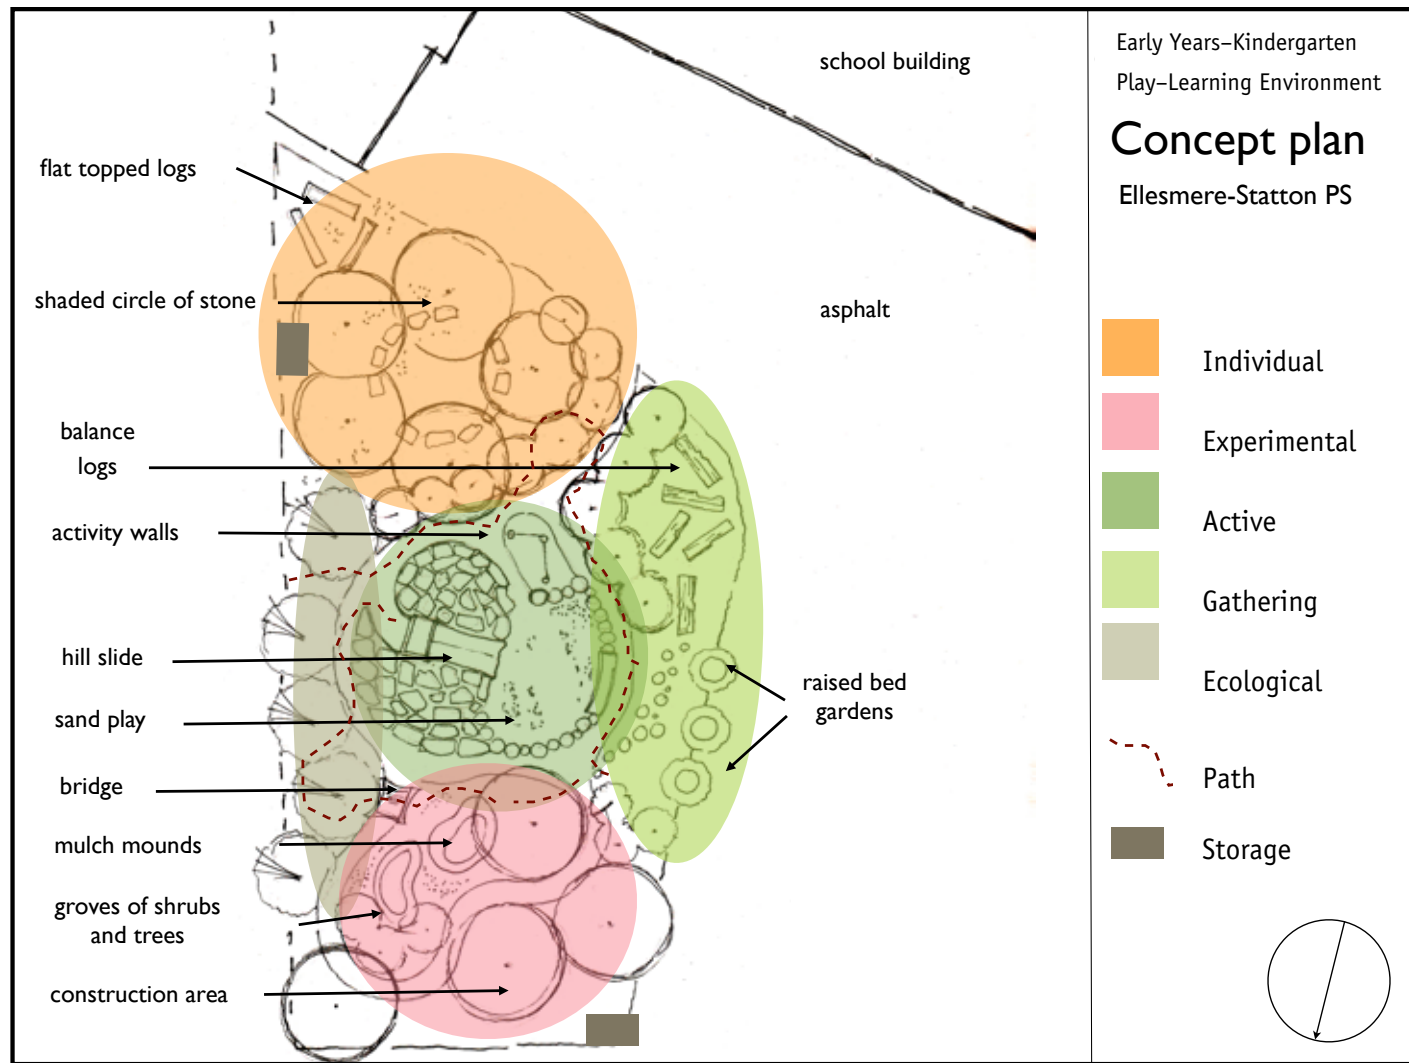 school building
flat topped logs
shaded circle of stone
asphalt
balance
logs
activity walls
hill slide
sand play
raised bed
gardens
bridge
mulch mounds
groves of shrubs
and trees
construction area
Early Years–Kindergarten
Play–Learning Environment
Concept plan
Ellesmere-Statton PS
Individual
Experimental
Active
Gathering
Ecological
Path
Storage